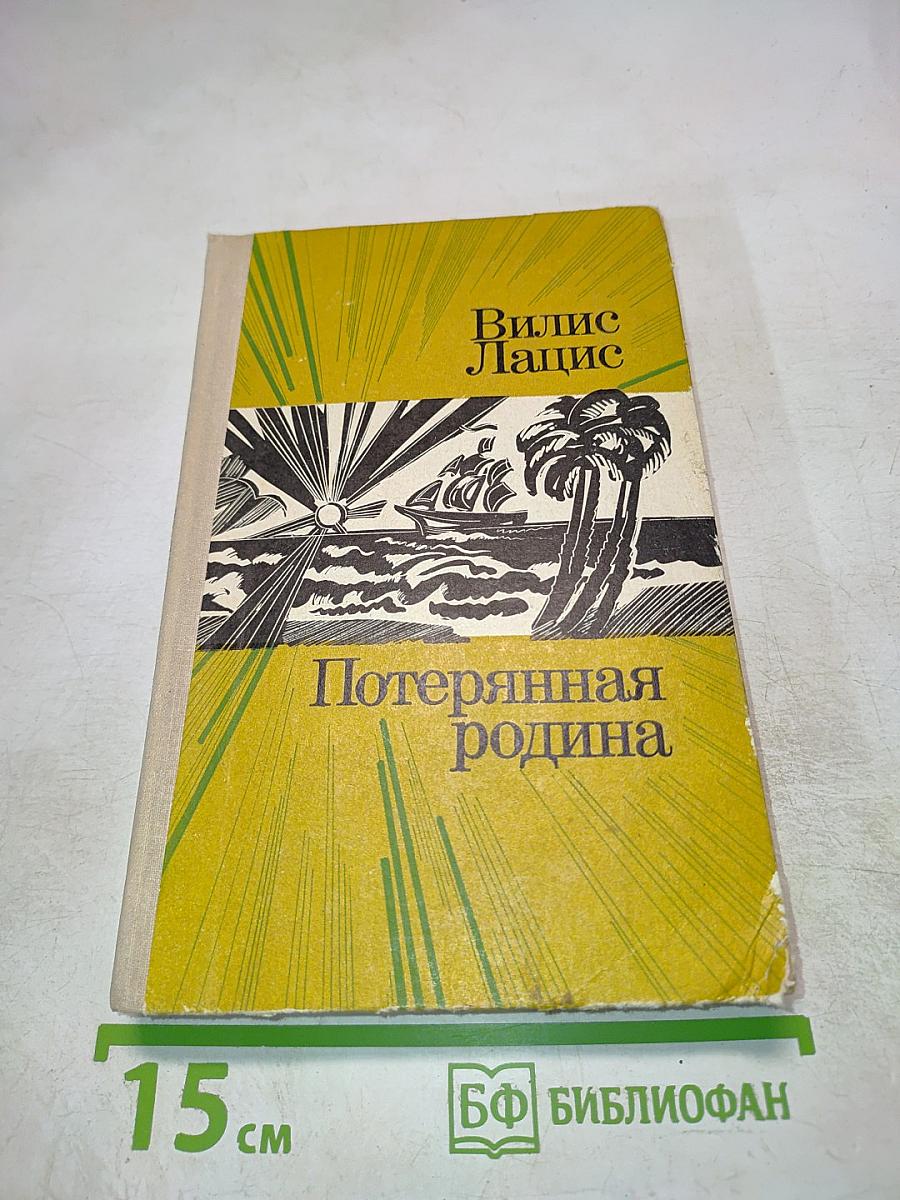 Вилис
Лацис
Потерянная
родина
15 см
БФ БИБЛИОФАН